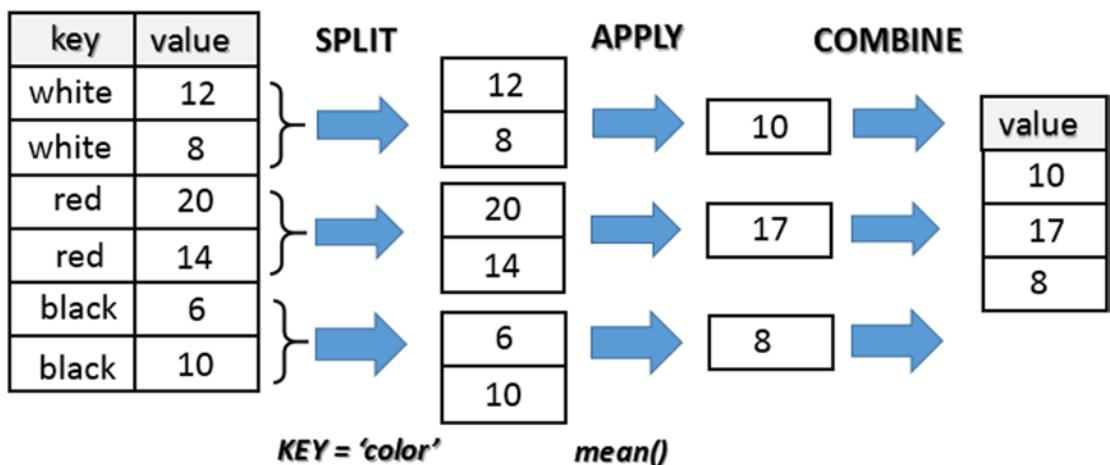 key value
white 12
white 8
red 20
red 14
black 6
black 10
SPLIT
12
8
20
14
6
10
KEY = ‘color’
APPLY
10
17
8
mean()
COMBINE
value
10
17
8